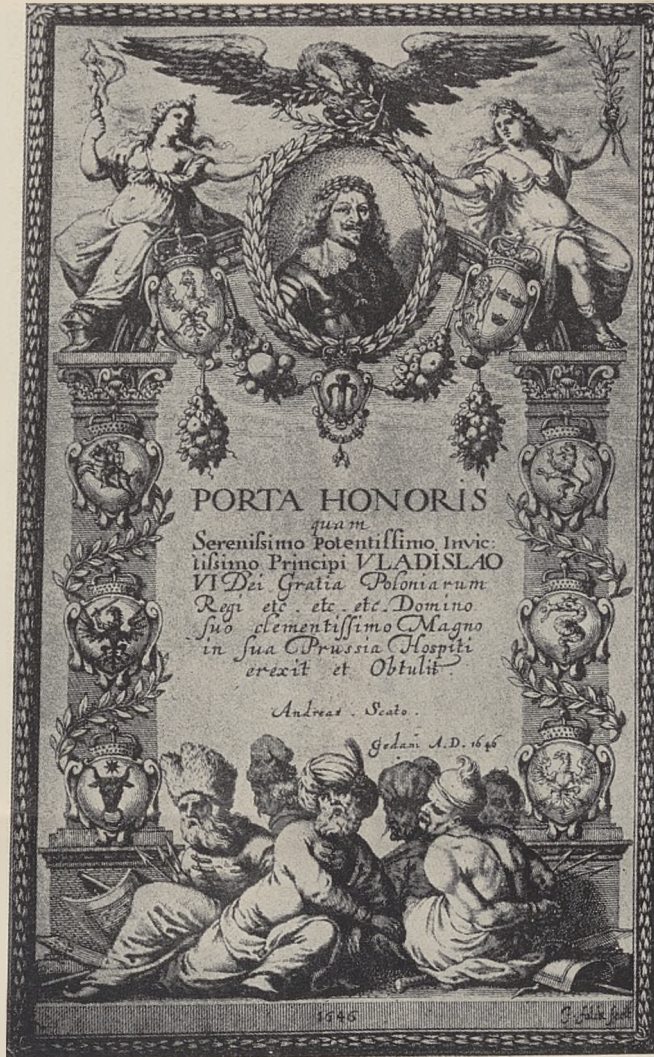 PORTA HONORIS
quam
Serenissimo Potentissimo Invic:
tissimo Principi VLADISLAO
VI Dei Gratia Poloniarum
Regi etc. etc. etc. Domino
suo clementissimo Magno
in sua Prussia Hospiti
erexit et Obtulit
Andreas Scato.
Gedani A.D. 1646
1646